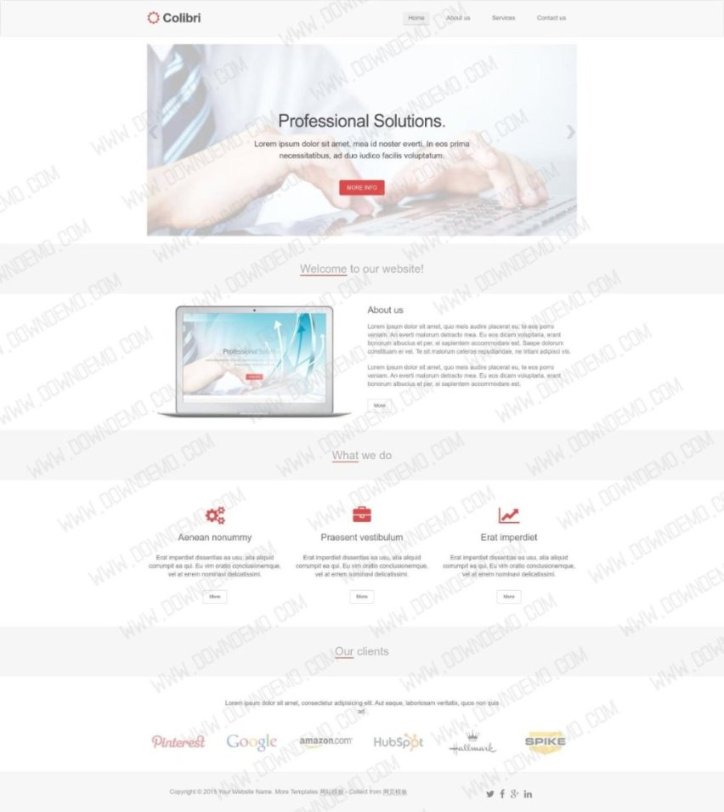 Colibri
Home About us Services Contact us
Professional Solutions.
Lorem ipsum dolor sit amet, mea id noster everti. In eos prima
necessitatibus, ad duo iudico facilis voluptatum.
MORE INFO
Welcome to our website!
Professional
About us
Lorem ipsum dolor sit amet, quo meis audire placerat eu, te eos porro
veniam. An everti maiorum detracto mea. Eu eos dicam voluptaria, erant
bonorum albucius et per, ei sapientem accommodare est. Saepe dolorum
constituam ei vel. Te sit malorum ceteros repudiandae, ne tritani adipisci vis.
Lorem ipsum dolor sit amet, quo meis audire placerat eu, te eos porro
veniam. An everti maiorum detracto mea. Eu eos dicam voluptaria, erant
bonorum albucius et per, ei sapientem accommodare est.
More
What we do
Aenean nonummy
Erat imperdiet dissentias ea usu, alia aliquid
corrumpit ea qui. Eu vim oratio conclusionemque,
vel at errem nominavi delicatissimi.
More
Praesent vestibulum
Erat imperdiet dissentias ea usu, alia aliquid
corrumpit ea qui. Eu vim oratio conclusionemque,
vel at errem nominavi delicatissimi.
More
Erat imperdiet
Erat imperdiet dissentias ea usu, alia aliquid
corrumpit ea qui. Eu vim oratio conclusionemque,
vel at errem nominavi delicatissimi.
More
Our clients
Lorem ipsum dolor sit amet, consectetur adipisicing elit. Aut eaque, laboriosam veritatis, quos non quis
ad
Pinterest Google amazon.com HubSpot Hallmark SPIKE
Copyright © 2015 Your Website Name. More Templates 网站模板 - Collect from 网页模板
WWW.DOWNDEMO.COM